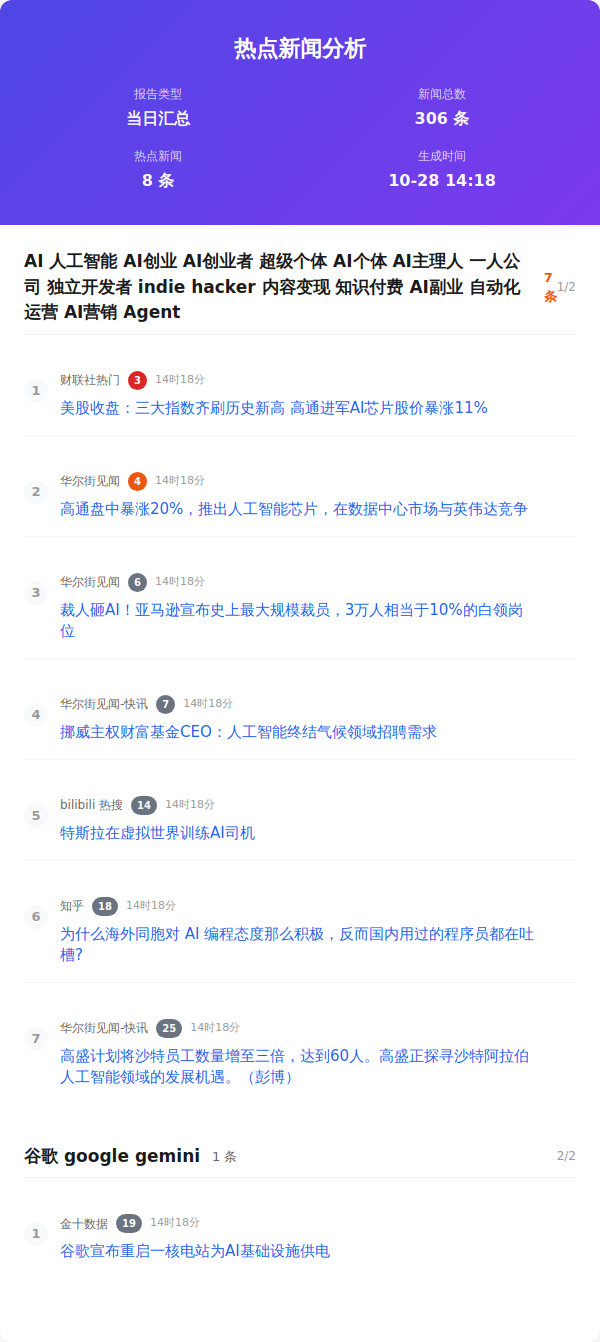 热点新闻分析
报告类型
新闻总数
当日汇总
306 条
热点新闻
生成时间
8 条
10-28 14:18
AI 人工智能 AI创业 AI创业者 超级个体 AI个体 AI主理人 一人公
司 独立开发者 indie hacker 内容变现 知识付费 AI副业 自动化
运营 AI营销 Agent
7
条
1/2
1
财联社热门 3 14时18分
美股收盘：三大指数齐刷历史新高 高通进军AI芯片股价暴涨11%
2
华尔街见闻 4 14时18分
高通盘中暴涨20%，推出人工智能芯片，在数据中心市场与英伟达竞争
3
华尔街见闻 6 14时18分
裁人砸AI！亚马逊宣布史上最大规模裁员，3万人相当于10%的白领岗
位
4
华尔街见闻-快讯 7 14时18分
挪威主权财富基金CEO：人工智能终结气候领域招聘需求
5
bilibili 热搜 14 14时18分
特斯拉在虚拟世界训练AI司机
6
知乎 18 14时18分
为什么海外同胞对 AI 编程态度那么积极，反而国内用过的程序员都在吐
槽?
7
华尔街见闻-快讯 25 14时18分
高盛计划将沙特员工数量增至三倍，达到60人。高盛正探寻沙特阿拉伯
人工智能领域的发展机遇。（彭博）
谷歌 google gemini 1 条 2/2
1
金十数据 19 14时18分
谷歌宣布重启一核电站为AI基础设施供电